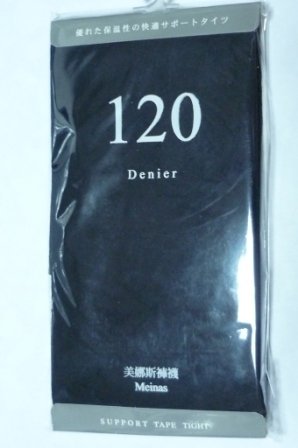 優れた保温性の快適サポートタイツ
120
Denier
美娜斯褲襪
Meinas
SUPPORT TAPE TIGHT